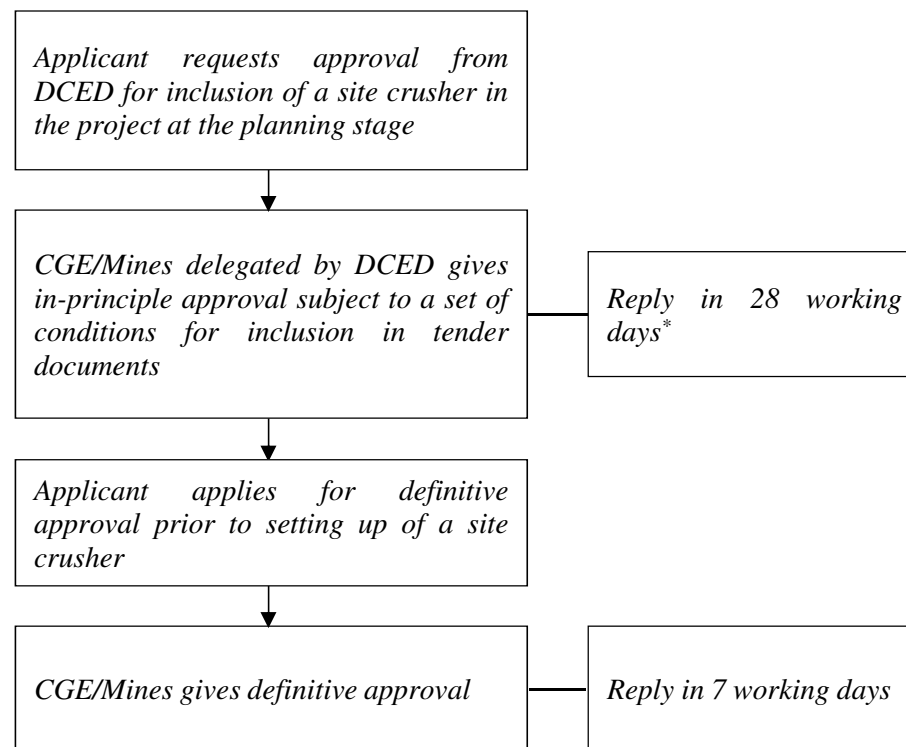 Applicant requests approval from
DCED for inclusion of a site crusher in
the project at the planning stage
CGE/Mines delegated by DCED gives
in-principle approval subject to a set of
conditions for inclusion in tender
documents
Reply in 28 working
days*
Applicant applies for definitive
approval prior to setting up of a site
crusher
CGE/Mines gives definitive approval
Reply in 7 working days